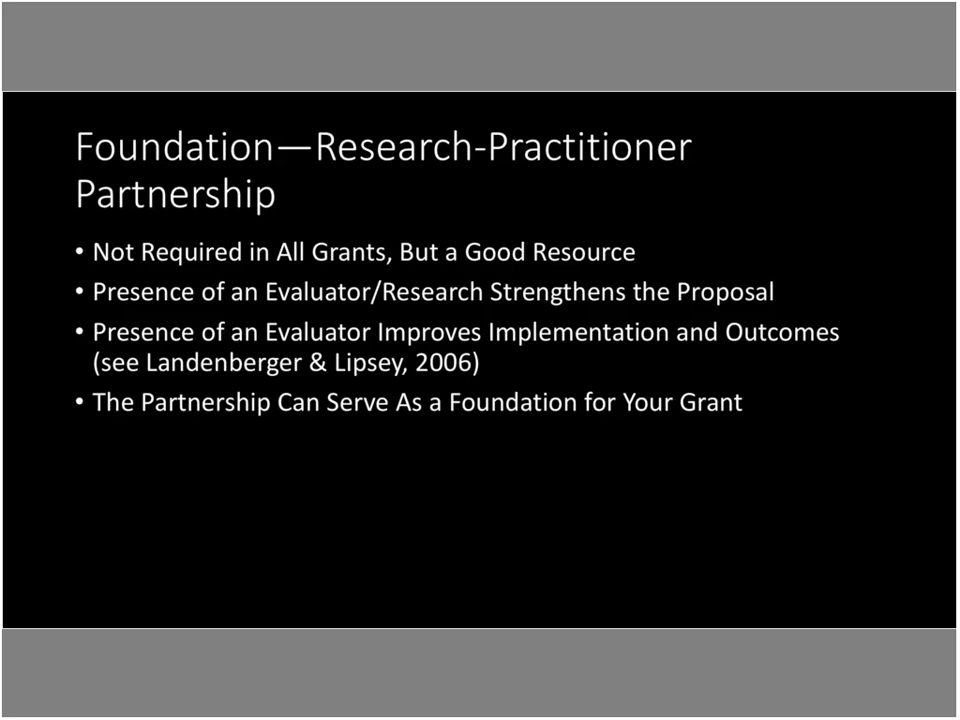 Foundation—Research-Practitioner
Partnership
• Not Required in All Grants, But a Good Resource
• Presence of an Evaluator/Research Strengthens the Proposal
• Presence of an Evaluator Improves Implementation and Outcomes
(see Landenberger & Lipsey, 2006)
• The Partnership Can Serve As a Foundation for Your Grant